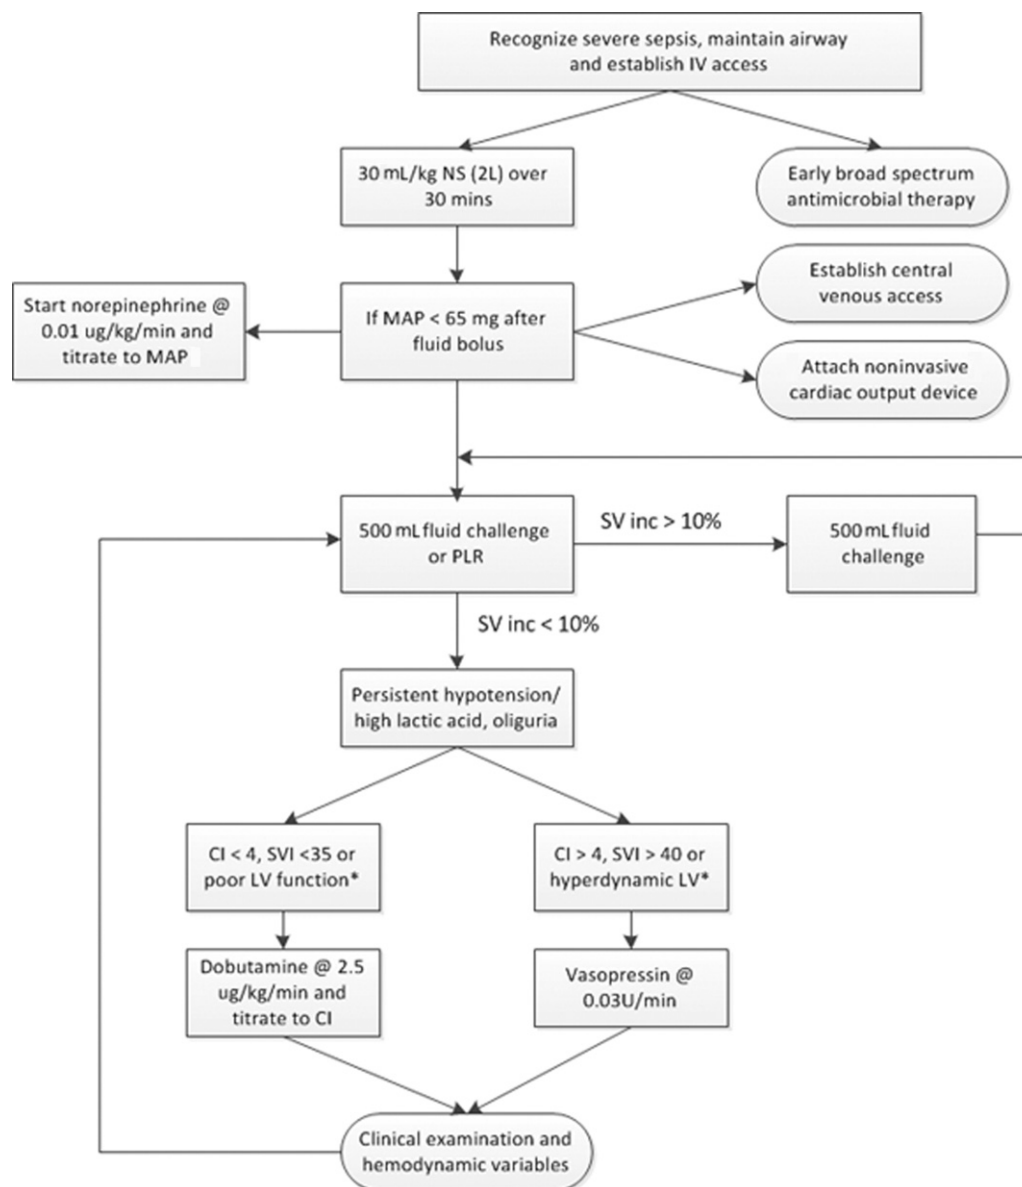 Recognize severe sepsis, maintain airway
and establish IV access
30 mL/kg NS (2L) over
30 mins
Early broad spectrum
antimicrobial therapy
Start norepinephrine @
0.01 ug/kg/min and
titrate to MAP
If MAP < 65 mg after
fluid bolus
Establish central
venous access
Attach noninvasive
cardiac output device
500 mL fluid challenge
or PLR
SV inc > 10%
500 mL fluid
challenge
SV inc < 10%
Persistent hypotension/
high lactic acid, oliguria
CI < 4, SVI <35 or
poor LV function*
CI > 4, SVI > 40 or
hyperdynamic LV*
Dobutamine @ 2.5
ug/kg/min and
titrate to CI
Vasopressin @
0.03U/min
Clinical examination and
hemodynamic variables